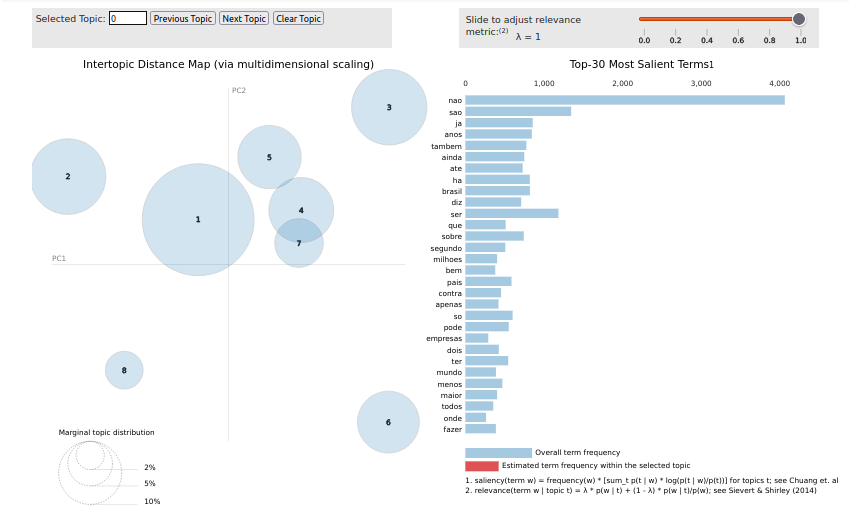 Selected Topic: 0 Previous Topic Next Topic Clear Topic
Slide to adjust relevance
metric:(2)
λ = 1
0.0 0.2 0.4 0.6 0.8 1.0
Intertopic Distance Map (via multidimensional scaling)
PC2
PC1
3
5
2
4
1
7
8
6
Marginal topic distribution
2%
5%
10%
Top-30 Most Salient Terms1
0 1,000 2,000 3,000 4,000
nao
sao
ja
anos
tambem
ainda
ate
ha
brasil
diz
ser
que
sobre
segundo
milhoes
bem
pais
contra
apenas
so
pode
empresas
dois
ter
mundo
menos
maior
todos
onde
fazer
Overall term frequency
Estimated term frequency within the selected topic
1. saliency(term w) = frequency(w) * [sum_t p(t | w) * log(p(t | w)/p(t))] for topics t; see Chuang et. al
2. relevance(term w | topic t) = λ * p(w | t) + (1 - λ) * p(w | t)/p(w); see Sievert & Shirley (2014)